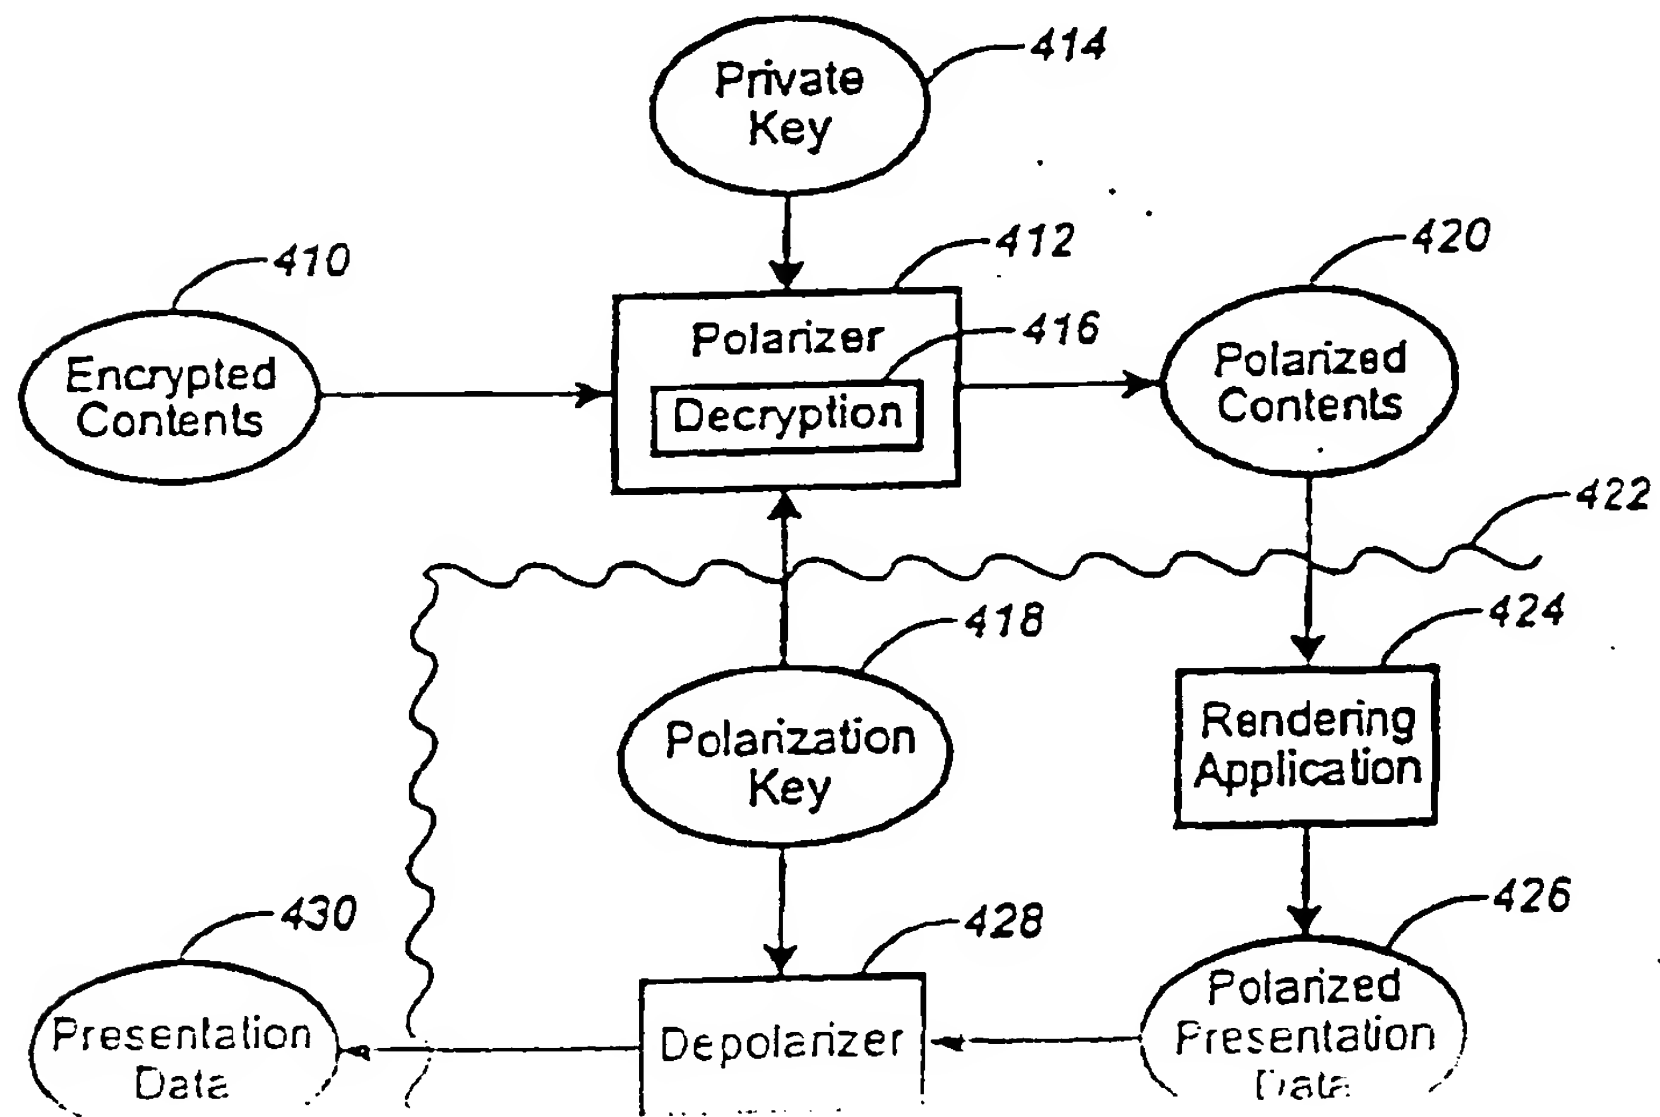 414
Private
Key
412
420
410
Polarizer
416
Encrypted
Contents
Decryption
Polarized
Contents
422
418
424
Polarization
Key
Rendering
Application
430
428
426
Presentation
Data
Depolarizer
Polarized
Presentation
Data